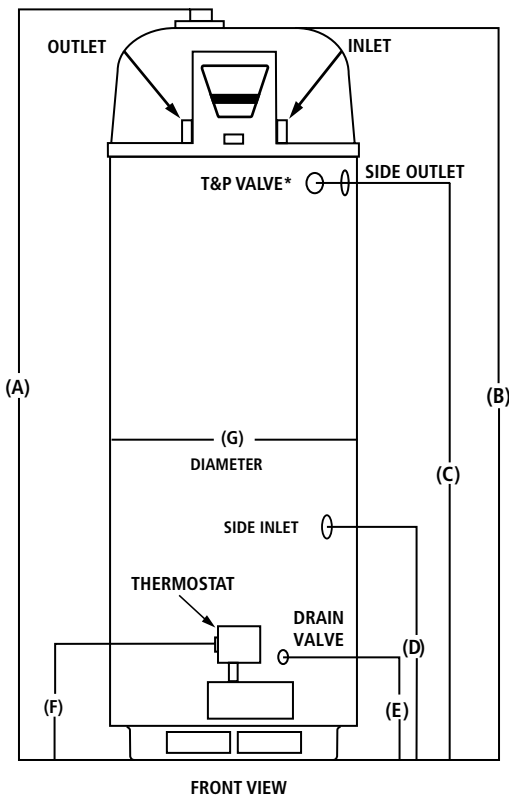 OUTLET
INLET
T&P VALVE*
SIDE OUTLET
(A)
(B)
(G)
DIAMETER
(C)
SIDE INLET
THERMOSTAT
DRAIN
VALVE
(D)
(F)
(E)
FRONT VIEW